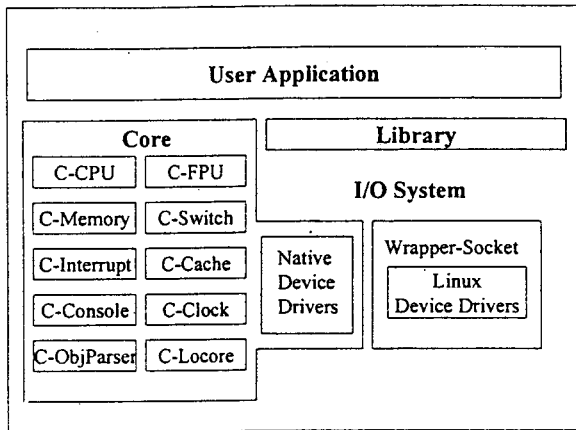 User Application
Core
Library
C-CPU
C-FPU
I/O System
C-Memory
C-Switch
C-Interrupt
C-Cache
C-Console
C-Clock
C-ObjParser
C-Locore
Native
Device
Drivers
Wrapper-Socket
Linux
Device Drivers